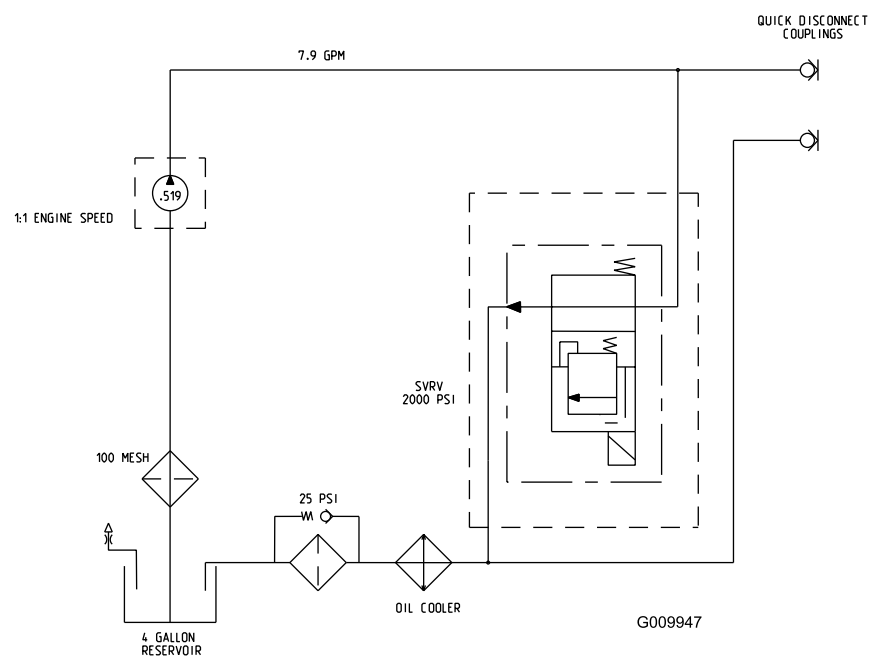 QUICK DISCONNECT
COUPLINGS
7.9 GPM
.519
1:1 ENGINE SPEED
SVRV
2000 PSI
100 MESH
25 PSI
OIL COOLER
4 GALLON
RESERVOIR
G009947